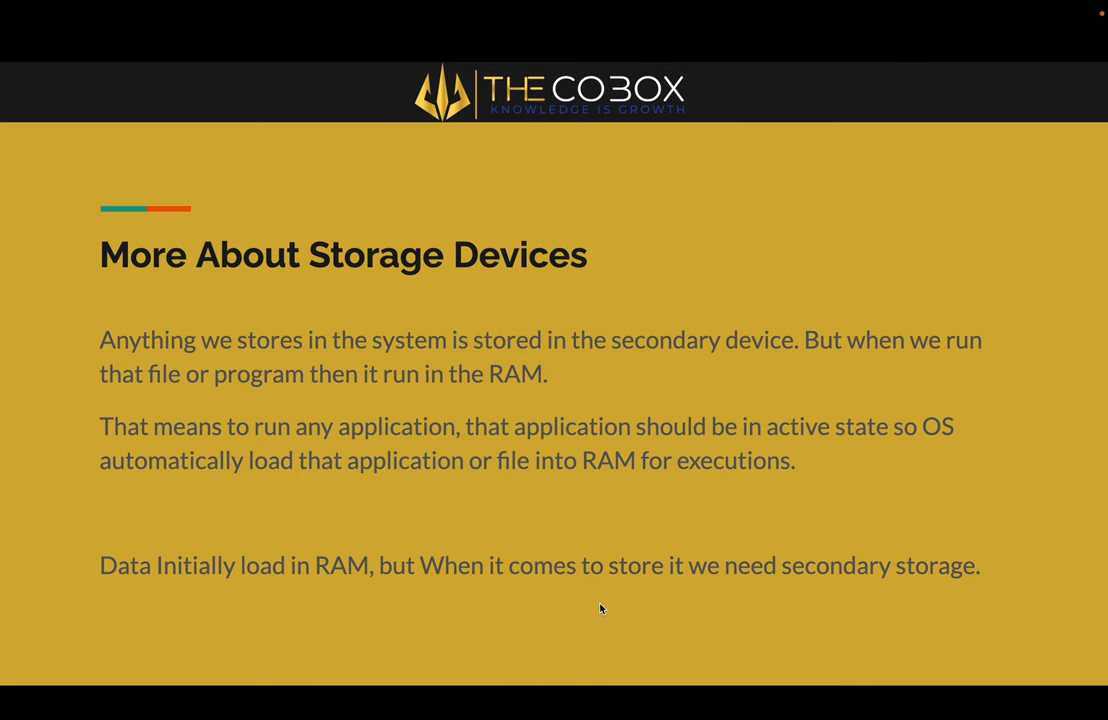 THE COBOX
KNOWLEDGE IS GROWTH
More About Storage Devices
Anything we stores in the system is stored in the secondary device. But when we run
that file or program then it run in the RAM.
That means to run any application, that application should be in active state so OS
automatically load that application or file into RAM for executions.
Data Initially load in RAM, but When it comes to store it we need secondary storage.